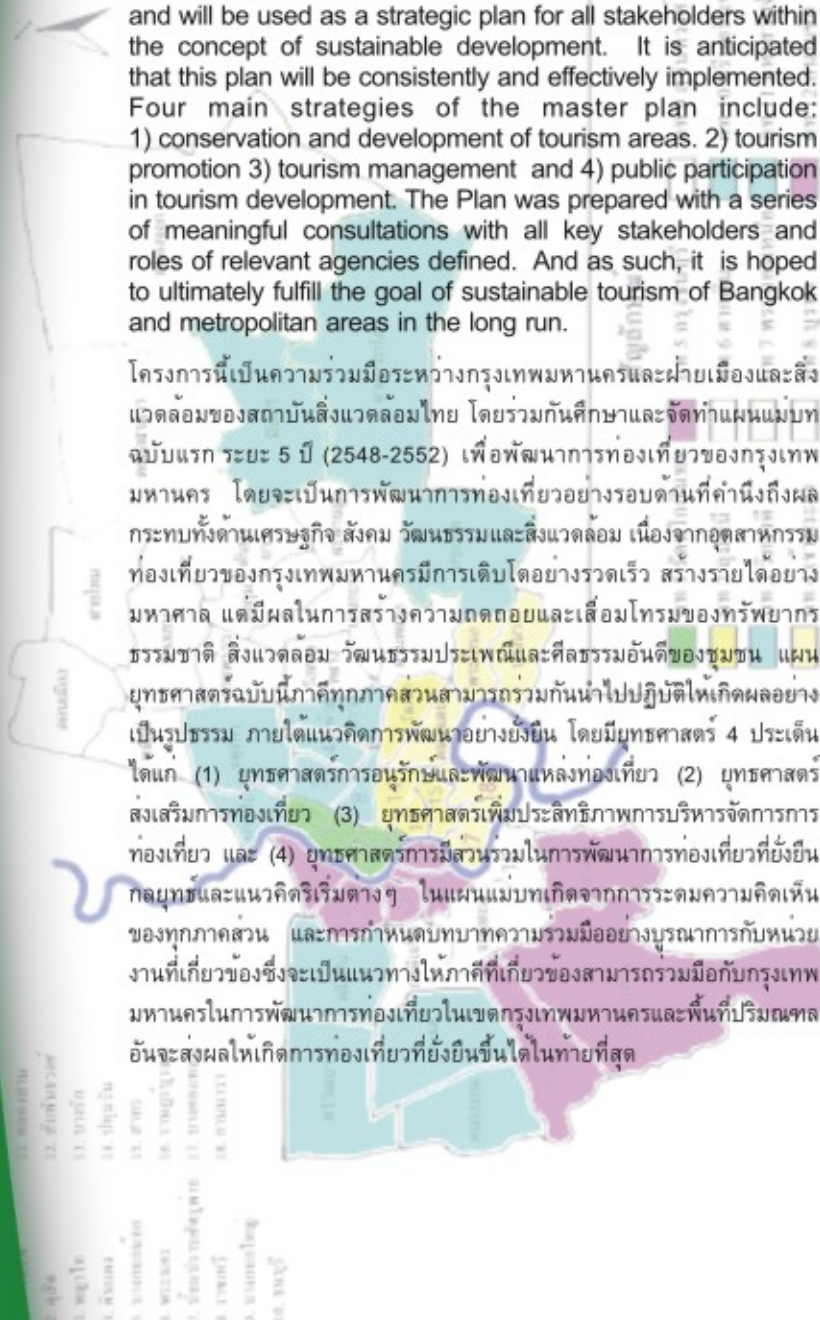 and will be used as a strategic plan for all stakeholders within
the concept of sustainable development. It is anticipated
that this plan will be consistently and effectively implemented.
Four main strategies of the master plan include:
1) conservation and development of tourism areas. 2) tourism
promotion 3) tourism management and 4) public participation
in tourism development. The Plan was prepared with a series
of meaningful consultations with all key stakeholders and
roles of relevant agencies defined. And as such, it is hoped
to ultimately fulfill the goal of sustainable tourism of Bangkok
and metropolitan areas in the long run.
โครงการนี้เป็นความร่วมมือระหว่างกรุงเทพมหานครและฝ่ายเมืองและสิ่ง
แวดล้อมของสถาบันสิ่งแวดล้อมไทย โดยร่วมกันศึกษาและจัดทำแผนแม่บท
ฉบับแรก ระยะ 5 ปี (2548-2552) เพื่อพัฒนาการท่องเที่ยวของกรุงเทพ
มหานคร โดยจะเป็นการพัฒนาการท่องเที่ยวอย่างรอบด้านที่คำนึงถึงผล
กระทบทั้งด้านเศรษฐกิจ สังคม วัฒนธรรมและสิ่งแวดล้อม เนื่องจากอุตสาหกรรม
ท่องเที่ยวของกรุงเทพมหานครมีการเติบโตอย่างรวดเร็ว สร้างรายได้อย่าง
มหาศาล แต่มีผลในการสร้างความถดถอยและเสื่อมโทรมของทรัพยากร
ธรรมชาติ สิ่งแวดล้อม วัฒนธรรมประเพณีและศีลธรรมอันดีของชุมชน แผน
ยุทธศาสตร์ฉบับนี้ภาคีทุกภาคส่วนสามารถร่วมกันนำไปปฏิบัติให้เกิดผลอย่าง
เป็นรูปธรรม ภายใต้แนวคิดการพัฒนาอย่างยั่งยืน โดยมียุทธศาสตร์ 4 ประเด็น
ได้แก่ (1) ยุทธศาสตร์การอนุรักษ์และพัฒนาแหล่งท่องเที่ยว (2) ยุทธศาสตร์
ส่งเสริมการท่องเที่ยว (3) ยุทธศาสตร์เพิ่มประสิทธิภาพการบริหารจัดการการ
ท่องเที่ยว และ (4) ยุทธศาสตร์การมีส่วนร่วมในการพัฒนาการท่องเที่ยวที่ยั่งยืน
กลยุทธ์และแนวคิดริเริ่มต่างๆ ในแผนแม่บทเกิดจากการระดมความคิดเห็น
ของทุกภาคส่วน และการกำหนดบทบาทความร่วมมืออย่างบูรณาการกับหน่วย
งานที่เกี่ยวข้องซึ่งจะเป็นแนวทางให้ภาคีที่เกี่ยวข้องสามารถร่วมมือกับกรุงเทพ
มหานครในการพัฒนาการท่องเที่ยวในเขตกรุงเทพมหานครและพื้นที่ปริมณฑล
อันจะส่งผลให้เกิดการท่องเที่ยวที่ยั่งยืนขึ้นได้ในท้ายที่สุด